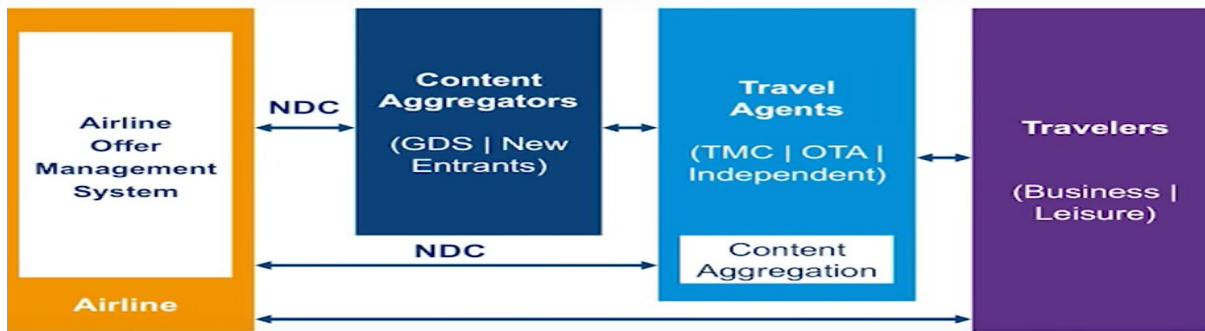 Airline
Offer
Management
System
Airline
NDC
Content
Aggregators
(GDS | New
Entrants)
NDC
Travel
Agents
(TMC | OTA |
Independent)
Content
Aggregation
Travelers
(Business |
Leisure)